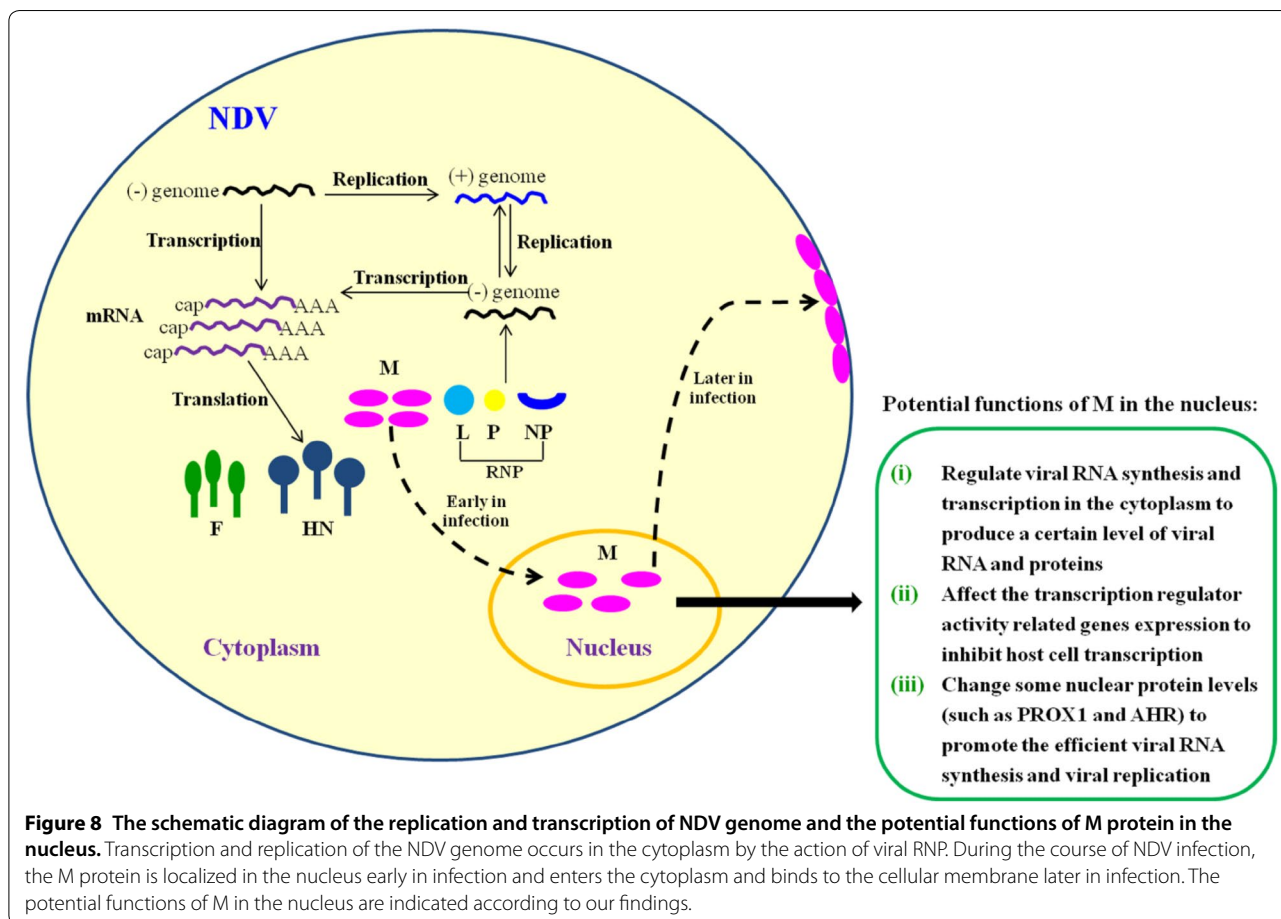 NDV
(-) genome
Replication
(+) genome
Transcription
Replication
Transcription
(-) genome
mRNA
cap AAA
cap AAA
cap AAA
Translation
M
L P NP
RNP
F
HN
Early in
infection
Later in
infection
M
Cytoplasm
Nucleus
Potential functions of M in the nucleus:
(i) Regulate viral RNA synthesis and
transcription in the cytoplasm to
produce a certain level of viral
RNA and proteins
(ii) Affect the transcription regulator
activity related genes expression to
inhibit host cell transcription
(iii) Change some nuclear protein levels
(such as PROX1 and AHR) to
promote the efficient viral RNA
synthesis and viral replication
Figure 8 The schematic diagram of the replication and transcription of NDV genome and the potential functions of M protein in the
nucleus. Transcription and replication of the NDV genome occurs in the cytoplasm by the action of viral RNP. During the course of NDV infection,
the M protein is localized in the nucleus early in infection and enters the cytoplasm and binds to the cellular membrane later in infection. The
potential functions of M in the nucleus are indicated according to our findings.